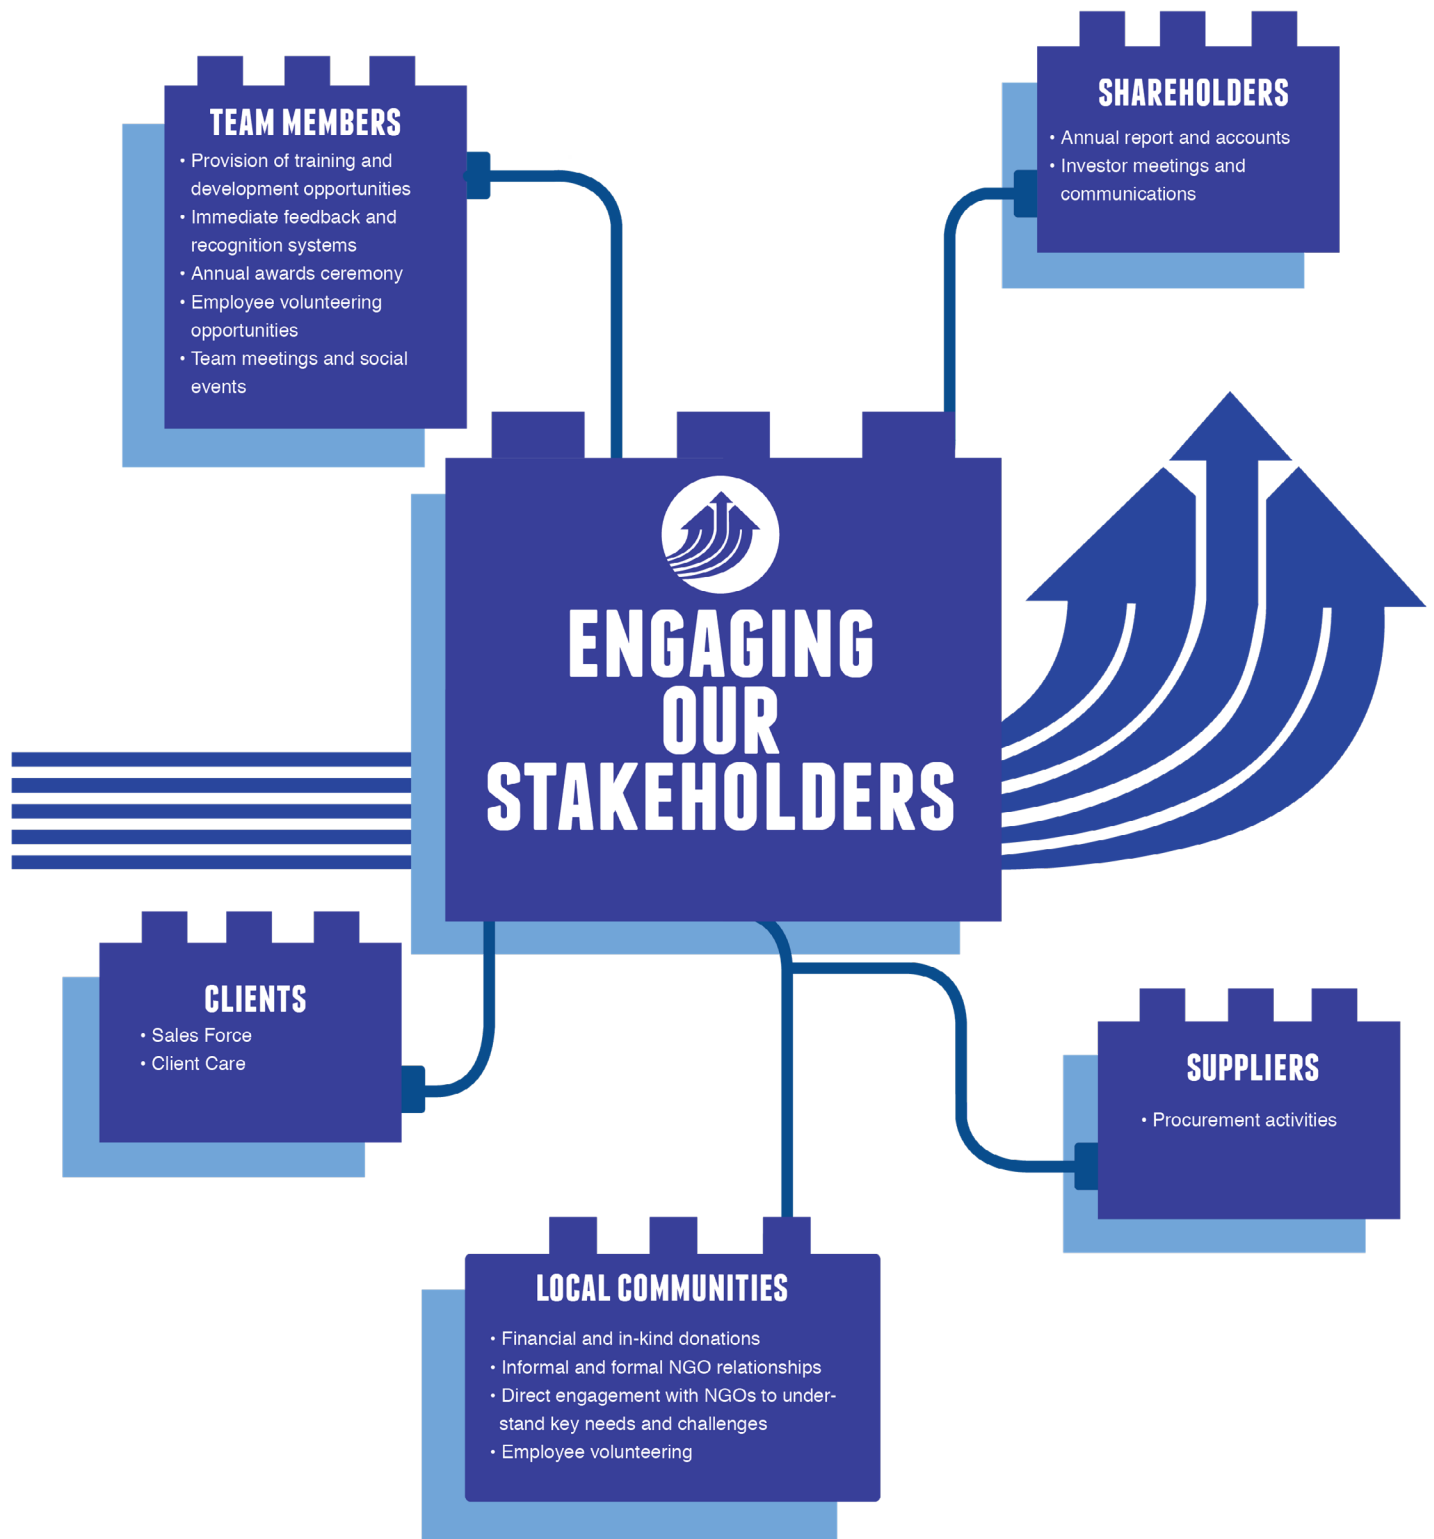 TEAM MEMBERS
• Provision of training and
development opportunities
• Immediate feedback and
recognition systems
• Annual awards ceremony
• Employee volunteering
opportunities
• Team meetings and social
events
SHAREHOLDERS
• Annual report and accounts
• Investor meetings and
communications
ENGAGING
OUR
STAKEHOLDERS
CLIENTS
• Sales Force
• Client Care
SUPPLIERS
• Procurement activities
LOCAL COMMUNITIES
• Financial and in-kind donations
• Informal and formal NGO relationships
• Direct engagement with NGOs to under-
stand key needs and challenges
• Employee volunteering